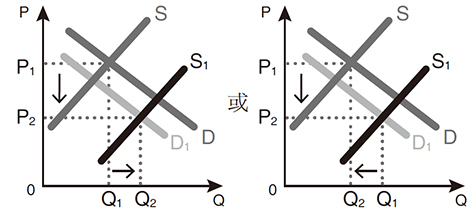 P
S
S₁
P₁
P₂
D
D₁
0
Q₁
Q₂
Q
或
P
S
S₁
P₁
P₂
D
D₁
0
Q₂
Q₁
Q